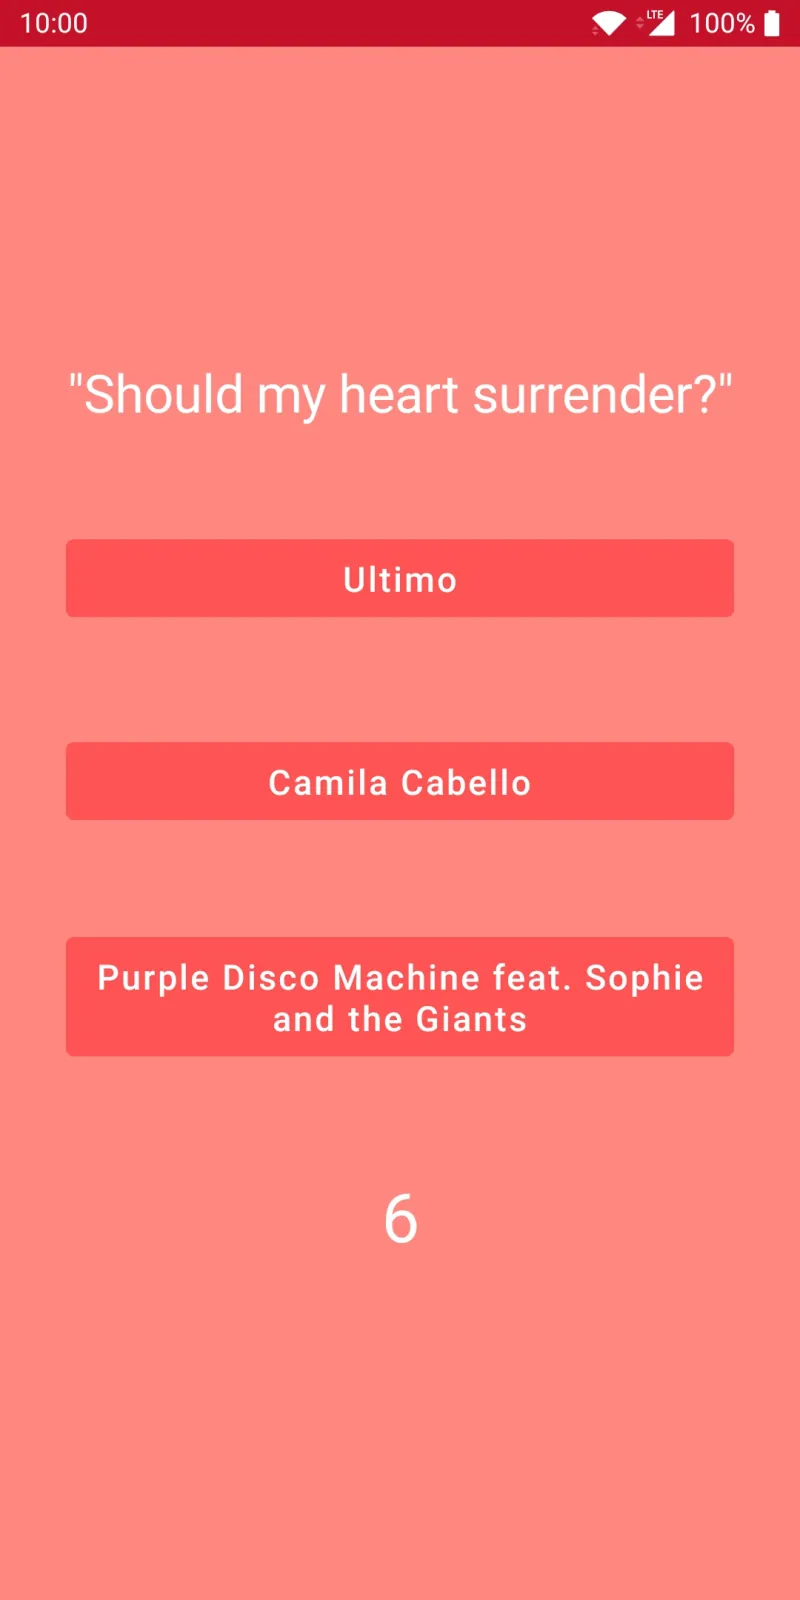 10:00 LTE 100%
"Should my heart surrender?"
Ultimo
Camila Cabello
Purple Disco Machine feat. Sophie
and the Giants
6